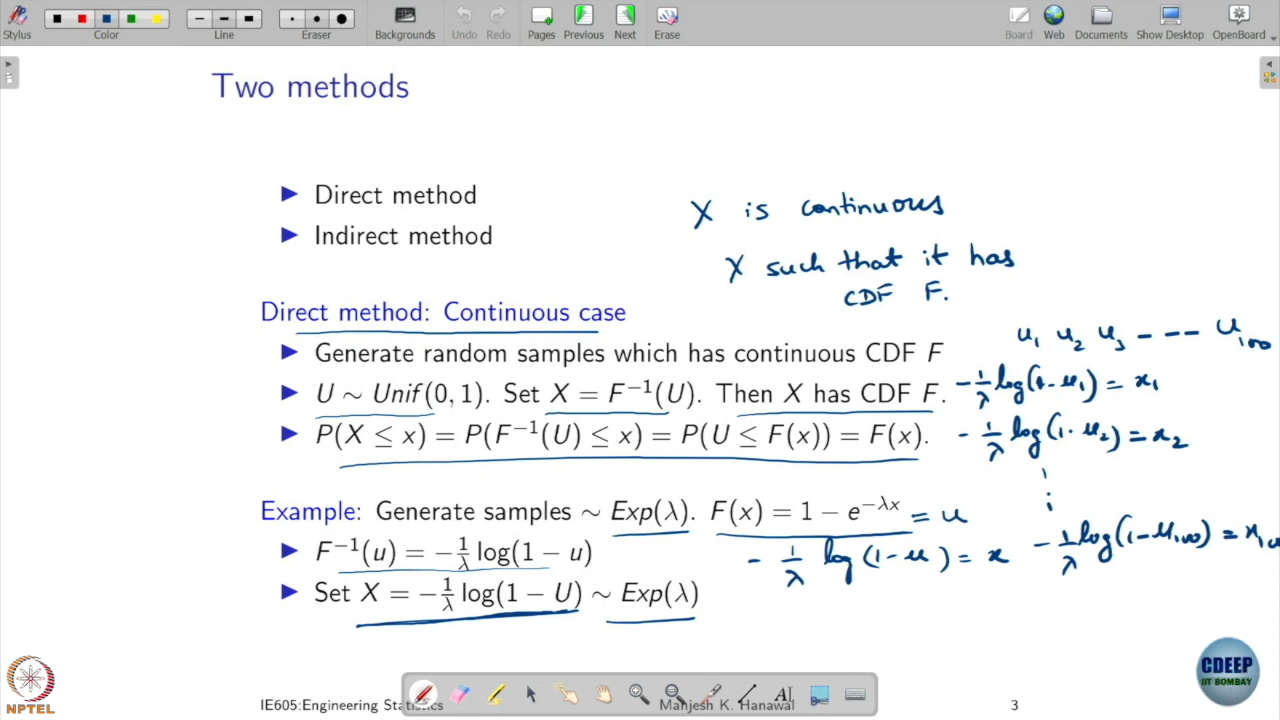 Stylus Color Line Eraser Backgrounds Undo Redo Pages Previous Next Erase Board Web Documents Show Desktop OpenBoard
Two methods
▶ Direct method
▶ Indirect method
X is continuous
X such that it has
CDF F.
Direct method: Continuous case
▶ Generate random samples which has continuous CDF F
▶ U ∼ Unif(0, 1). Set X = F⁻¹(U). Then X has CDF F.
▶ P(X ≤ x) = P(F⁻¹(U) ≤ x) = P(U ≤ F(x)) = F(x).
u₁ u₂ u₃ - - - - U₁₀₀
-1/λ log(1-u₁) = x₁
-1/λ log(1-u₂) = x₂
Example: Generate samples ∼ Exp(λ). F(x) = 1 − e^{−λx} = u
▶ F⁻¹(u) = −1/λ log(1 − u)
-1/λ log(1-u) = x
-1/λ log(1-u₁₀₀) =
▶ Set X = −1/λ log(1 − U) ∼ Exp(λ)
NPTEL
IE605:Engineering Sta
Manjesh K. Hanawal
3
CDEEP
IIT BOMBAY